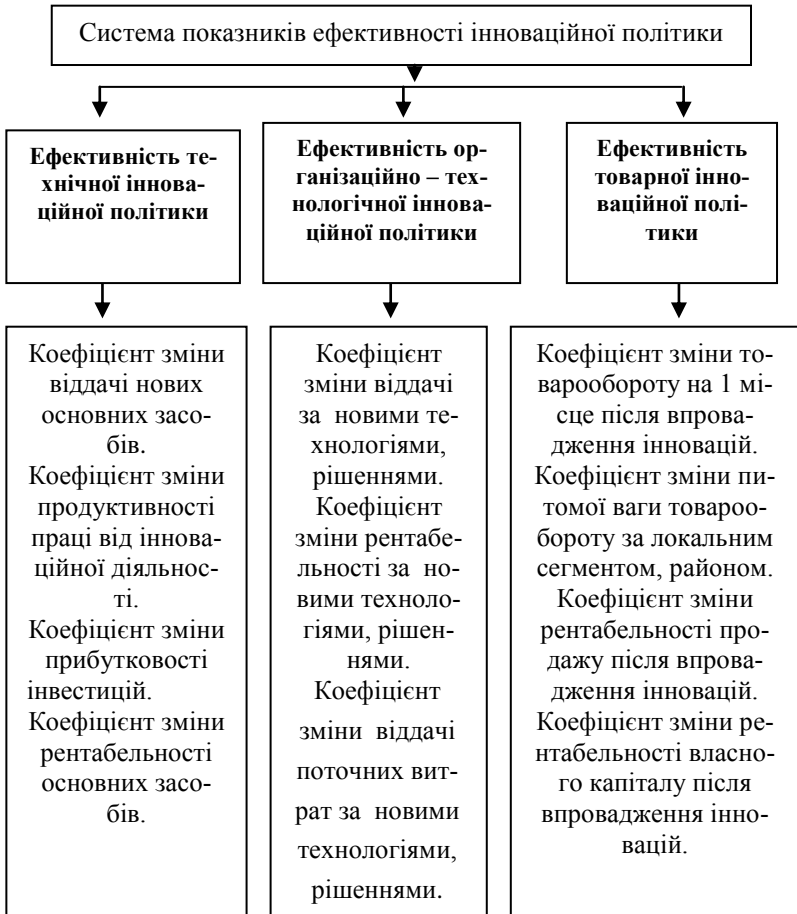 Система показників ефективності інноваційної політики
Ефективність те-
хнічної іннова-
ційної політики
Ефективність ор-
ганізаційно – тех-
нологічної іннова-
ційної політики
Ефективність
товарної інно-
ваційної полі-
тики
Коефіцієнт зміни
віддачі нових
основних засо-
бів.
Коефіцієнт зміни
продуктивності
праці від іннова-
ційної діяльнос-
ті.
Коефіцієнт зміни
прибутковості
інвестицій.
Коефіцієнт зміни
рентабельності
основних засо-
бів.
Коефіцієнт
зміни віддачі
за новими те-
хнологіями,
рішеннями.
Коефіцієнт
зміни рентабе-
льності за но-
вими техноло-
гіями, рішен-
нями.
Коефіцієнт
зміни віддачі
поточних вит-
рат за новими
технологіями,
рішеннями.
Коефіцієнт зміни то-
варообороту на 1 мі-
сце після впрова-
дження інновацій.
Коефіцієнт зміни пи-
томої ваги товарoo-
бороту за локальним
сегментом, районом.
Коефіцієнт зміни
рентабельності про-
дажу після впрова-
дження інновацій.
Коефіцієнт зміни ре-
нтабельності власно-
го капіталу після
впровадження інно-
вацій.